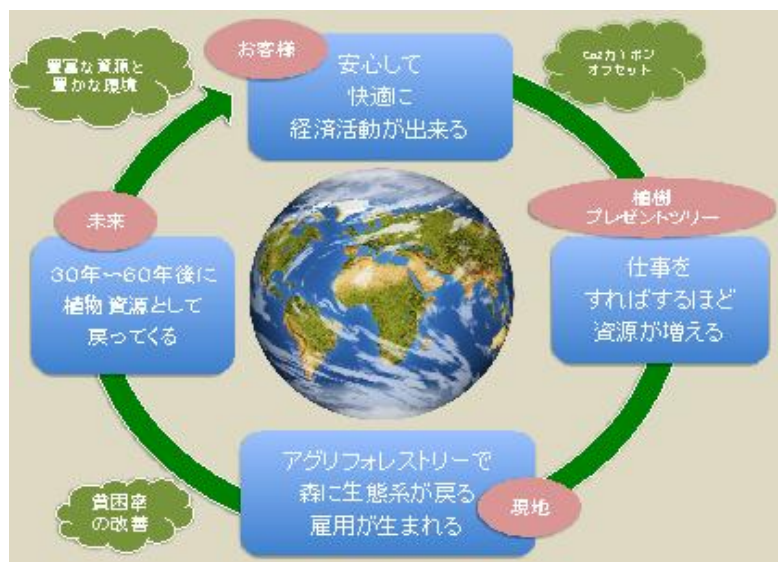 お客様
安心して
快適に
経済活動が出来る
Co2カーボン
オフセット
植樹
プレゼントツリー
仕事を
すればするほど
資源が増える
現地
アグリフォレストリーで
森に生態系が戻る
雇用が生まれる
貧困率
の改善
未来
30年〜60年後に
植物資源として
戻ってくる
豊富な資源と
豊かな環境